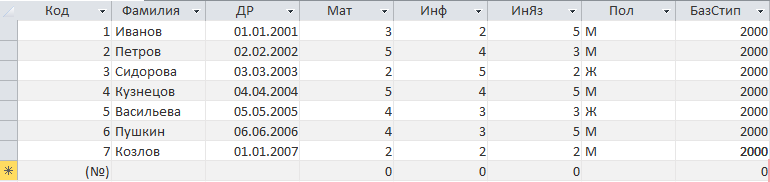 Код Фамилия ДР Мат Инф ИнЯз Пол БазСтип
1 Иванов 01.01.2001 3 2 5 М 2000
2 Петров 02.02.2002 5 4 3 М 2000
3 Сидорова 03.03.2003 2 5 2 Ж 2000
4 Кузнецов 04.04.2004 5 4 5 М 2000
5 Васильева 05.05.2005 4 3 3 Ж 2000
6 Пушкин 06.06.2006 4 3 5 М 2000
7 Козлов 01.01.2007 2 2 2 М 2000
(№) 0 0 0 0